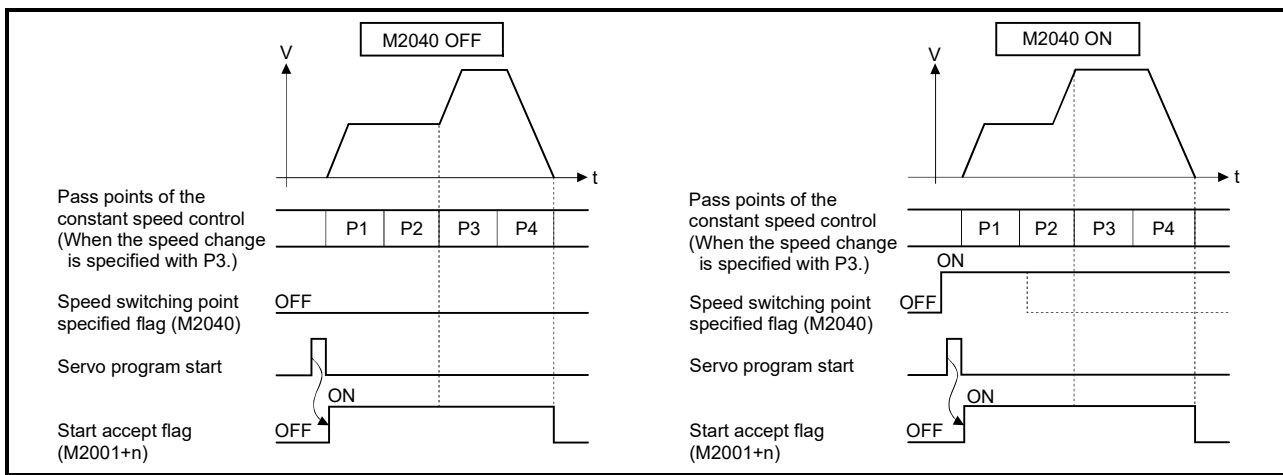 M2040 OFF
V
t
Pass points of the
constant speed control
(When the speed change
is specified with P3.)
P1 P2 P3 P4
Speed switching point
specified flag (M2040)
OFF
Servo program start
ON
Start accept flag
(M2001+n)
OFF
M2040 ON
V
t
Pass points of the
constant speed control
(When the speed change
is specified with P3.)
P1 P2 P3 P4
ON
Speed switching point
specified flag (M2040)
OFF
Servo program start
ON
Start accept flag
(M2001+n)
OFF